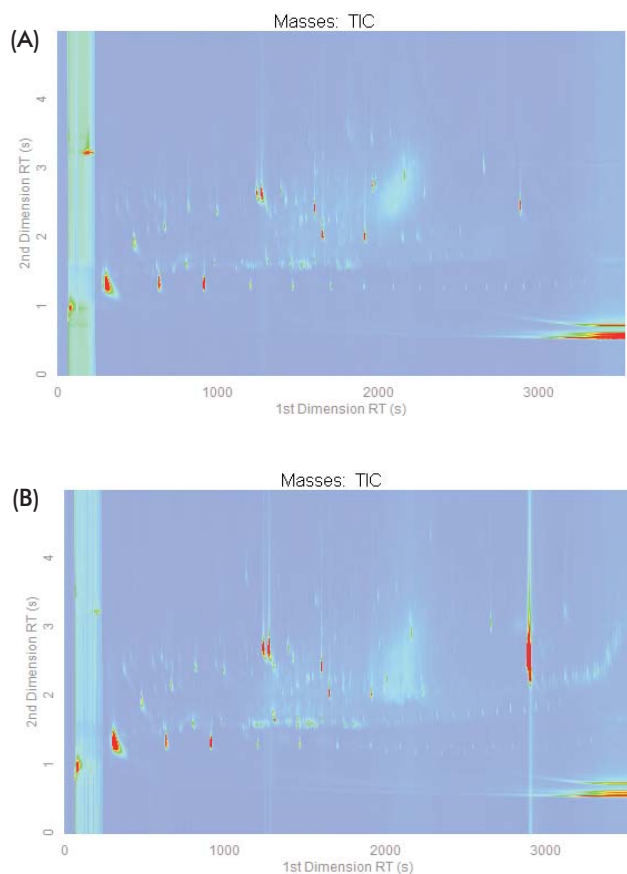 Masses: TIC
(A)
2nd Dimension RT (s)
4
3
2
1
0
0 1000 2000 3000
1st Dimension RT (s)
Masses: TIC
(B)
2nd Dimension RT (s)
4
3
2
1
0
0 1000 2000 3000
1st Dimension RT (s)